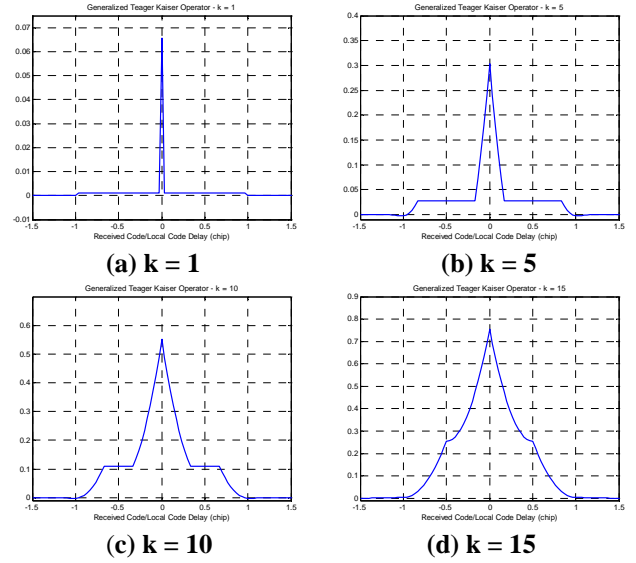 Generalized Teager Kaiser Operator - k = 1
0.07
0.06
0.05
0.04
0.03
0.02
0.01
0
-0.01
-1.5 -1 -0.5 0 0.5 1 1.5
Received Code/Local Code Delay (chip)
(a) k = 1
Generalized Teager Kaiser Operator - k = 5
0.4
0.35
0.3
0.25
0.2
0.15
0.1
0.05
0
-1.5 -1 -0.5 0 0.5 1 1.5
Received Code/Local Code Delay (chip)
(b) k = 5
Generalized Teager Kaiser Operator - k = 10
0.6
0.5
0.4
0.3
0.2
0.1
0
-1.5 -1 -0.5 0 0.5 1 1.5
Received Code/Local Code Delay (chip)
(c) k = 10
Generalized Teager Kaiser Operator - k = 15
0.9
0.8
0.7
0.6
0.5
0.4
0.3
0.2
0.1
0
-1.5 -1 -0.5 0 0.5 1 1.5
Received Code/Local Code Delay (chip)
(d) k = 15